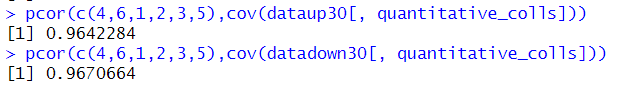 > pcor(c(4,6,1,2,3,5),cov(dataup30[, quantitative_colls]))
[1] 0.9642284
> pcor(c(4,6,1,2,3,5),cov(datadown30[, quantitative_colls]))
[1] 0.9670664